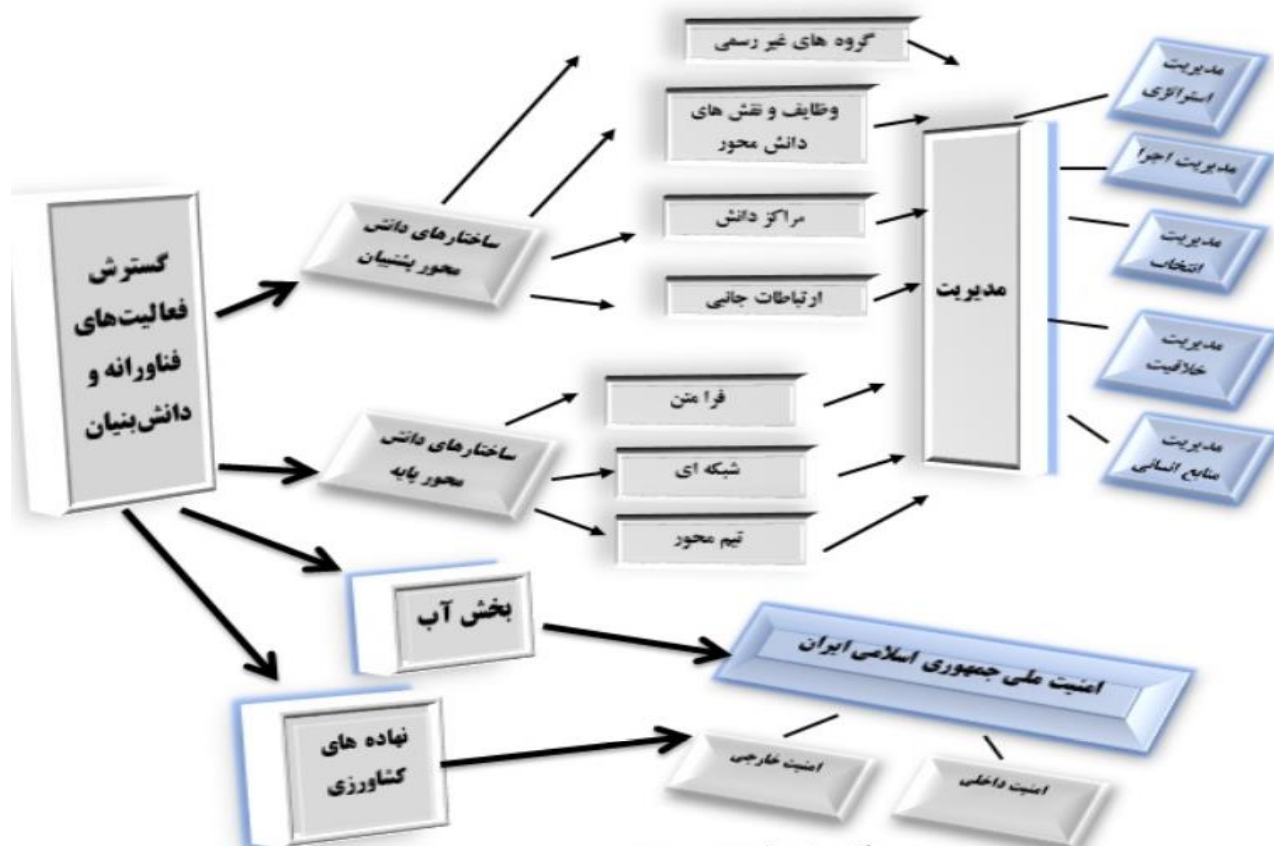 گسترش
فعالیت‌های
فناورانه و
دانش‌بنیان
ساختارهای دانش
محور پشتیبان
ساختارهای دانش
محور پایه
گروه های غیر رسمی
وظایف و نقش های
دانش محور
مراکز دانش
ارتباطات جانبی
فرا متن
شبکه ای
تیم محور
مدیریت
مدیریت
استراتژی
مدیریت اجرا
مدیریت
انتخاب
مدیریت
خلاقیت
مدیریت
منابع انسانی
بخش آب
نهاده های
کشاورزی
امنیت ملی جمهوری اسلامی ایران
امنیت خارجی
امنیت داخلی